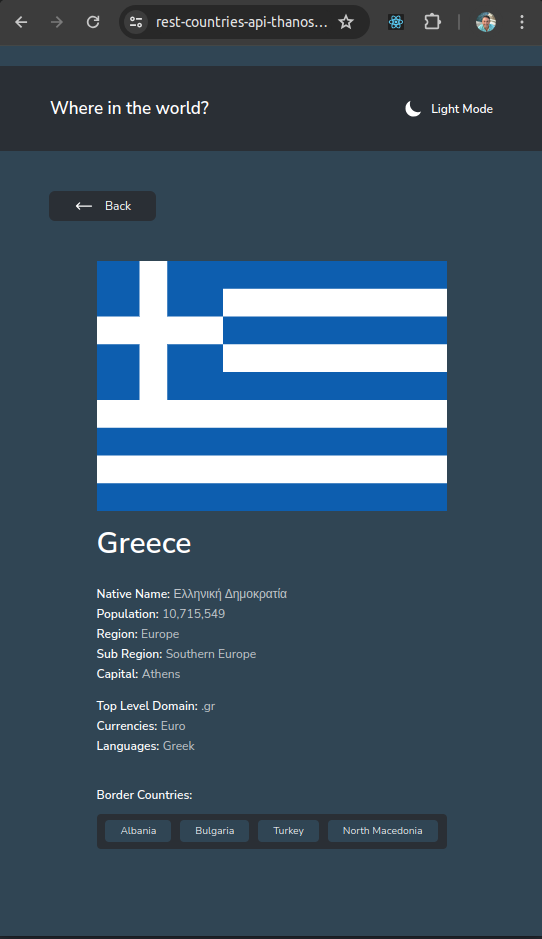 rest-countries-api-thanos...
Where in the world?
Light Mode
Back
Greece
Native Name: Ελληνική Δημοκρατία
Population: 10,715,549
Region: Europe
Sub Region: Southern Europe
Capital: Athens
Top Level Domain: .gr
Currencies: Euro
Languages: Greek
Border Countries:
Albania Bulgaria Turkey North Macedonia